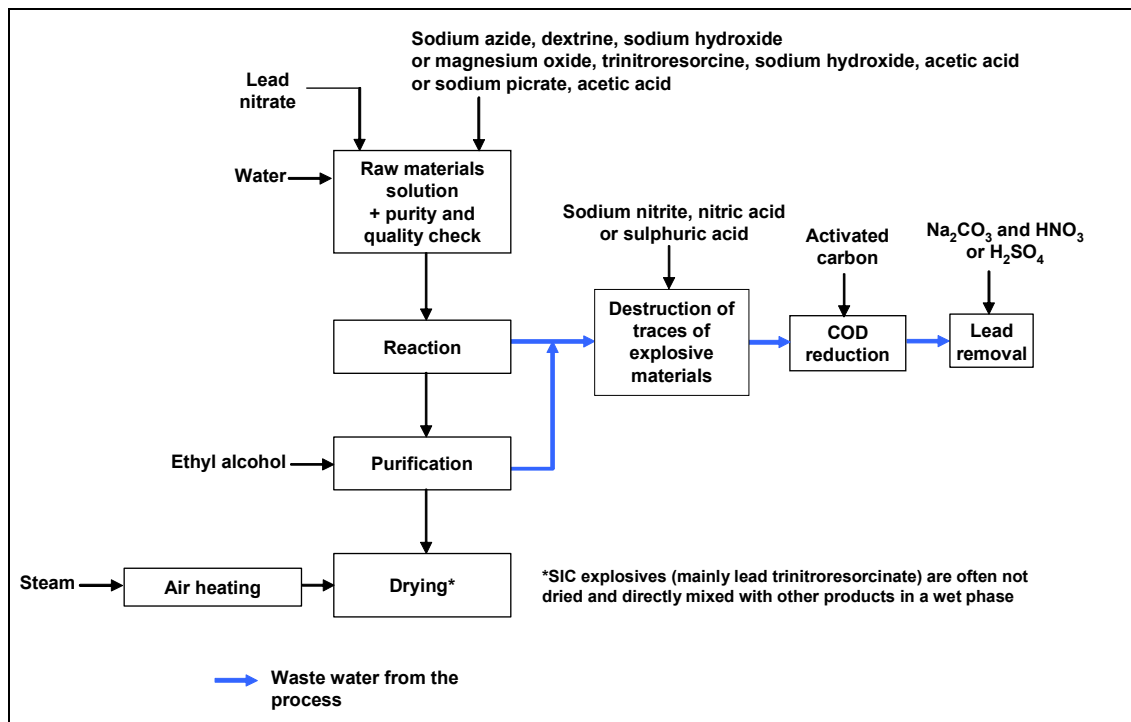 Sodium azide, dextrine, sodium hydroxide
or magnesium oxide, trinitroresorcine, sodium hydroxide, acetic acid
or sodium picrate, acetic acid
Lead
nitrate
Water
Raw materials
solution
+ purity and
quality check
Sodium nitrite, nitric acid
or sulphuric acid
Activated
carbon
Na₂CO₃ and HNO₃
or H₂SO₄
Reaction
Destruction of
traces of
explosive
materials
COD
reduction
Lead
removal
Ethyl alcohol
Purification
Steam
Air heating
Drying*
*SIC explosives (mainly lead trinitroresorcinate) are often not
dried and directly mixed with other products in a wet phase
Waste water from the
process